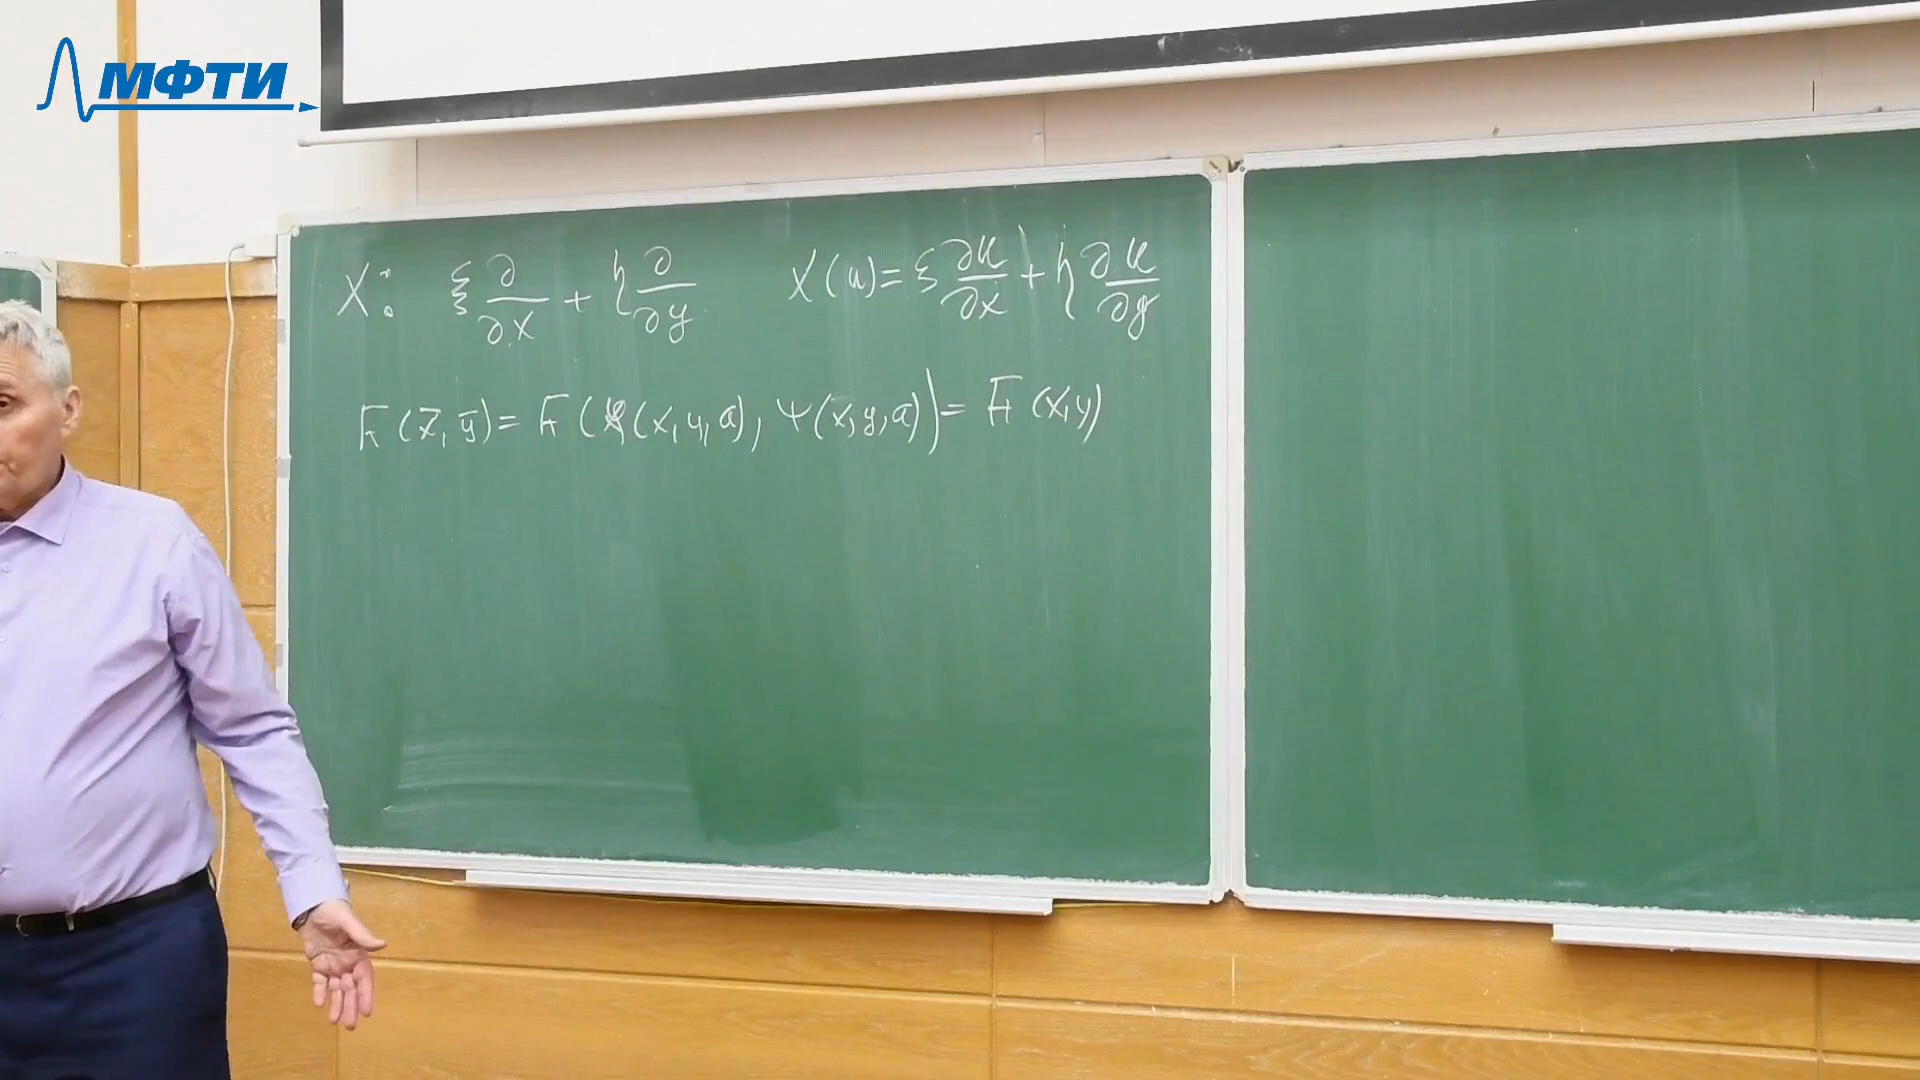 МФТИ
X: ξ ∂/∂x + η ∂/∂y    X(u) = ξ ∂u/∂x + η ∂u/∂y
F(x̄, ȳ) = F(φ(x, y, a), ψ(x, y, a)) = F(x, y)